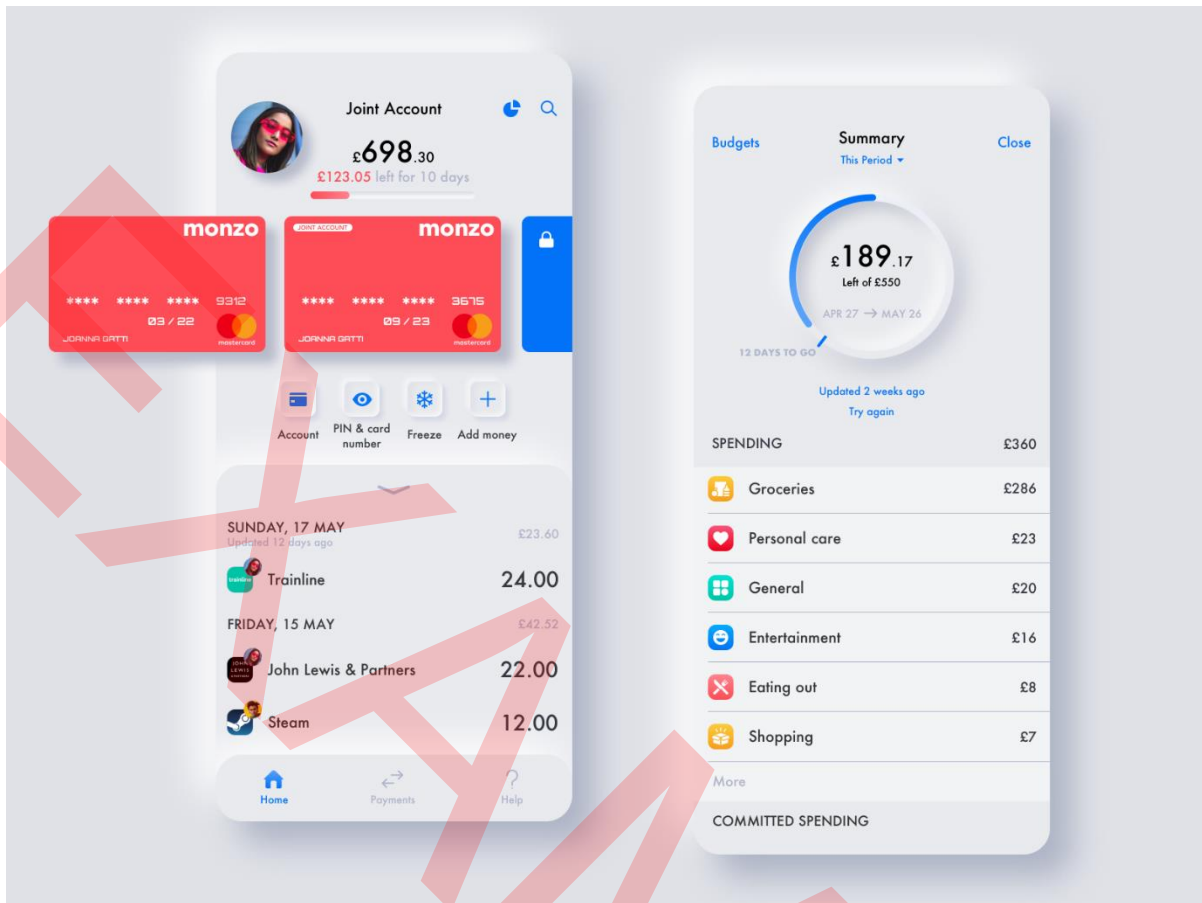 Joint Account
£698.30
£123.05 left for 10 days
monzo
**** **** **** 9312
03 / 22
JOANNA GATTI
mastercard
JOINT ACCOUNT
monzo
**** **** **** 3675
09 / 23
JOANNA GATTI
mastercard
Account
PIN & card
number
Freeze
Add money
SUNDAY, 17 MAY £23.60
Updated 12 days ago
trainline
Trainline 24.00
FRIDAY, 15 MAY £42.52
JOHN
LEWIS
John Lewis & Partners 22.00
Steam 12.00
Home
Payments
Help
Budgets
Summary
Close
This Period
£189.17
Left of £550
APR 27 → MAY 26
12 DAYS TO GO
Updated 2 weeks ago
Try again
SPENDING £360
Groceries £286
Personal care £23
General £20
Entertainment £16
Eating out £8
Shopping £7
More
COMMITTED SPENDING